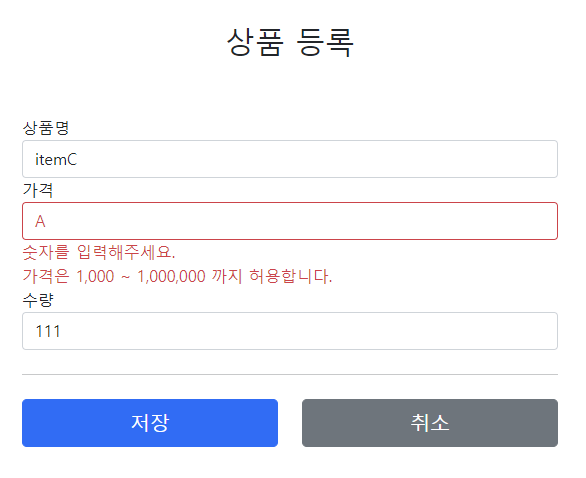 상품 등록
상품명
itemC
가격
A
숫자를 입력해주세요.
가격은 1,000 ~ 1,000,000 까지 허용합니다.
수량
111
저장
취소